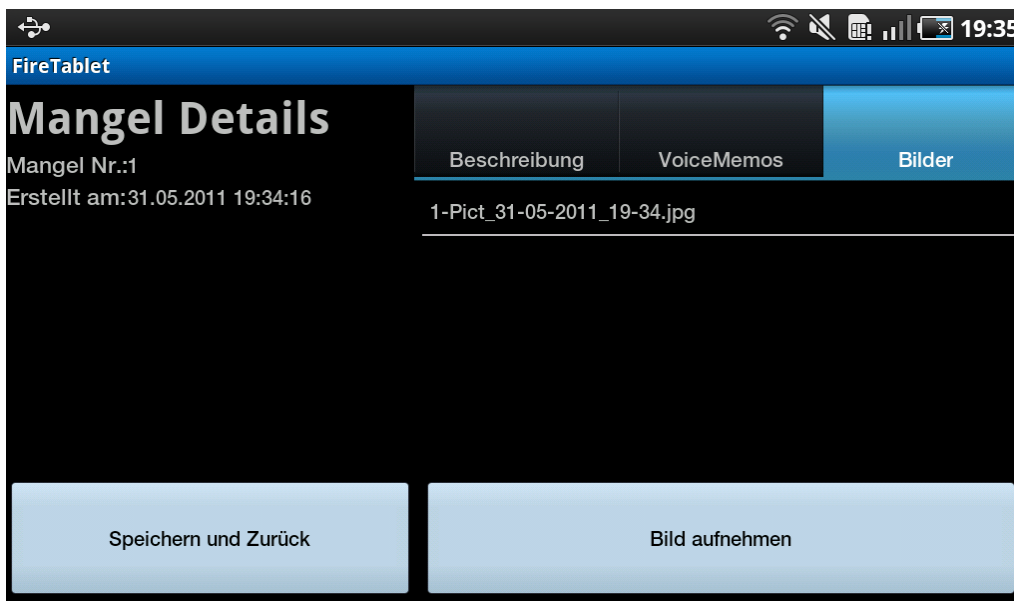 19:35
FireTablet
Mangel Details
Mangel Nr.:1
Erstellt am:31.05.2011 19:34:16
Beschreibung
VoiceMemos
Bilder
1-Pict_31-05-2011_19-34.jpg
Speichern und Zurück
Bild aufnehmen